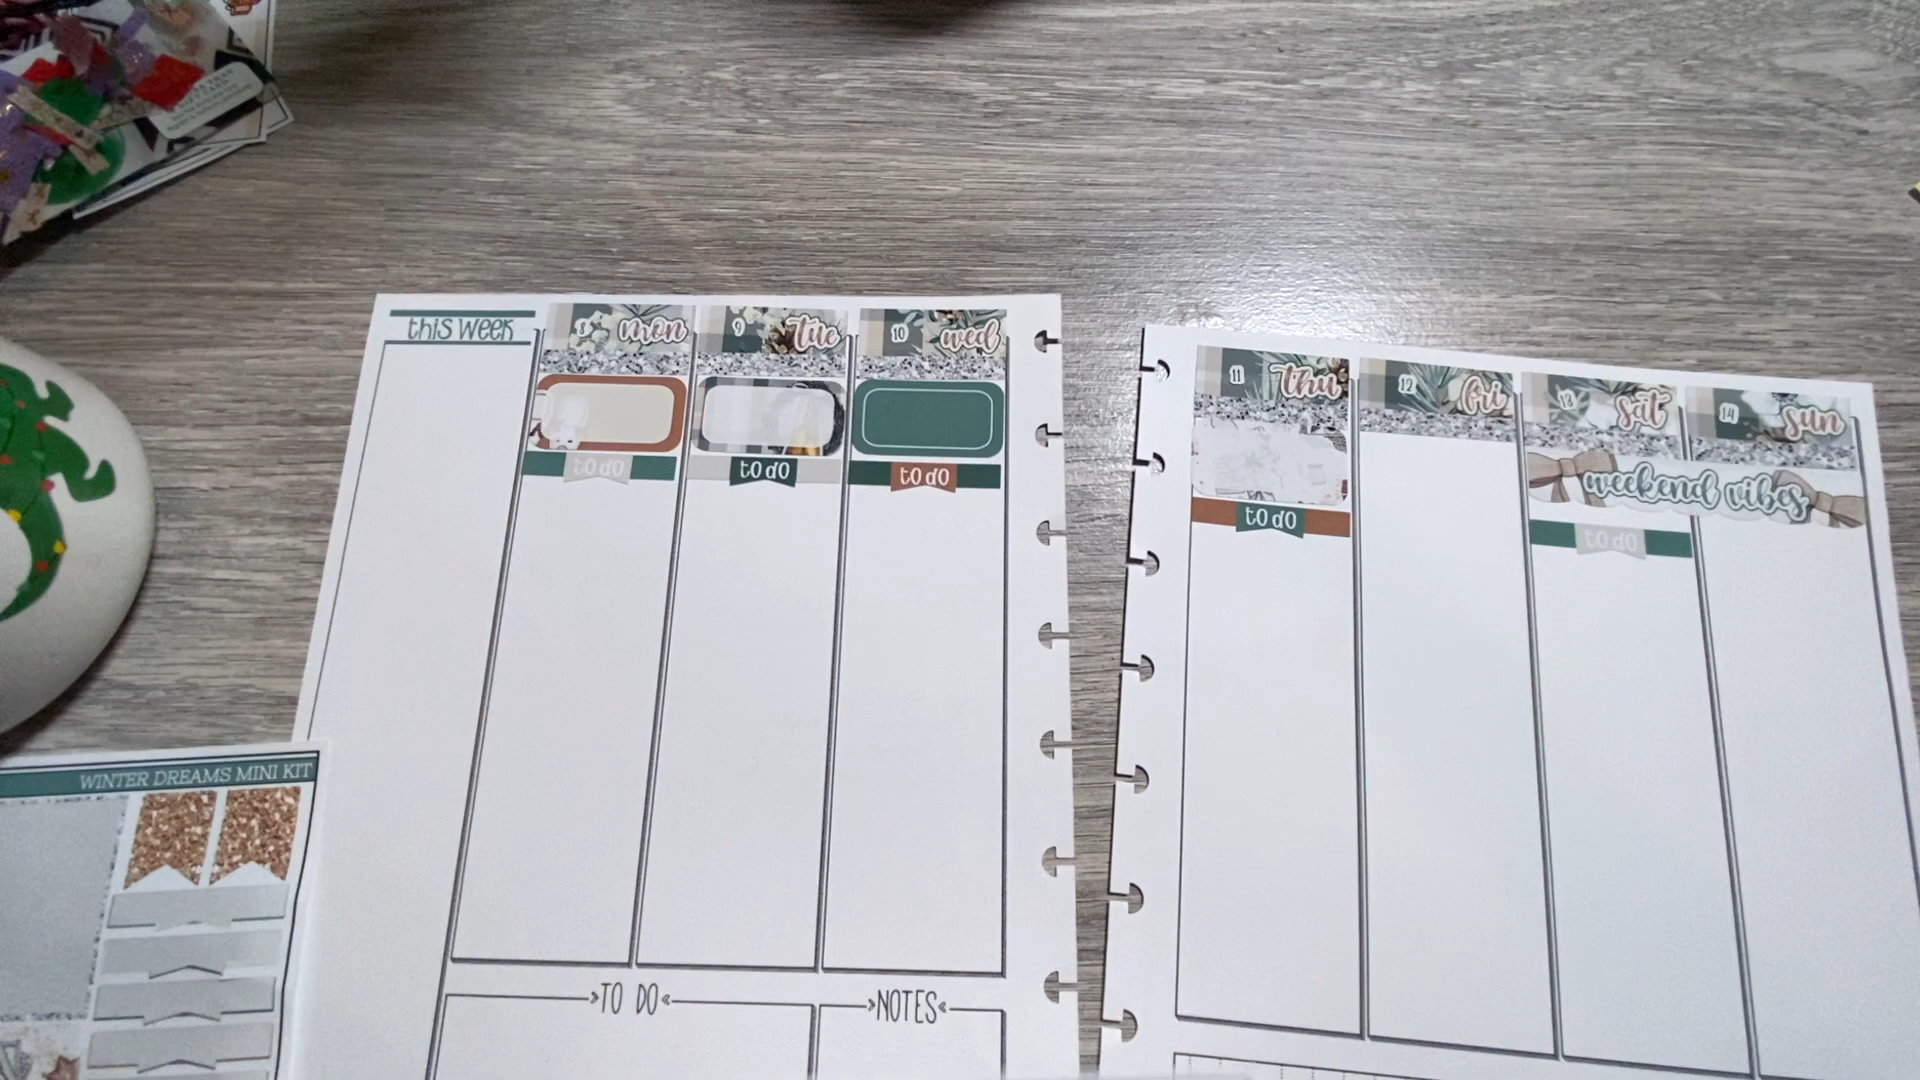 this week
8 mon
9 tue
10 wed
11 thu
12 fri
13 sat
14 sun
weekend vibes
to do
to do
to do
to do
to do
WINTER DREAMS MINI KIT
»TO DO«
»NOTES«